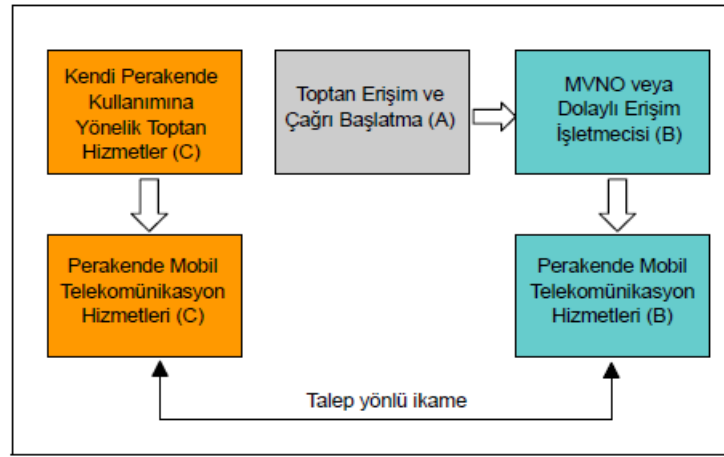 Kendi Perakende
Kullanımına
Yönelik Toptan
Hizmetler (C)
Toptan Erişim ve
Çağrı Başlatma (A)
MVNO veya
Dolaylı Erişim
İşletmecisi (B)
Perakende Mobil
Telekomünikasyon
Hizmetleri (C)
Perakende Mobil
Telekomünikasyon
Hizmetleri (B)
Talep yönlü ikame